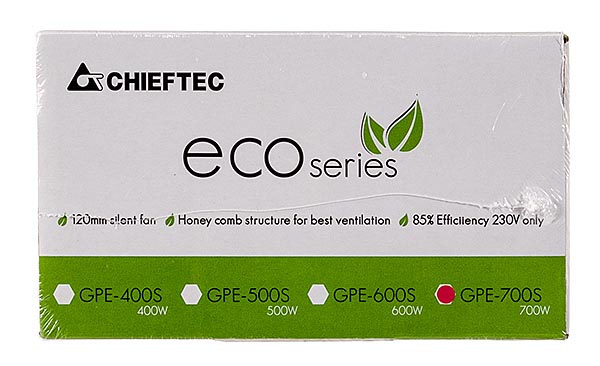 CHIEFTEC
eco series
120mm silent fan Honey comb structure for best ventilation 85% Efficiiency 230V only
GPE-400S GPE-500S GPE-600S GPE-700S
400W 500W 600W 700W